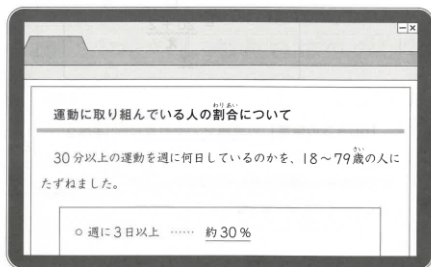 運動に取り組んでいる人の割合について
30分以上の運動を週に何日しているのかを、18～79歳の人に
たずねました。
○ 週に3日以上 …… 約30%